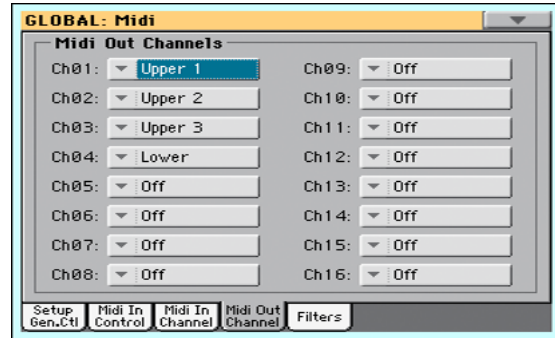 GLOBAL: Midi
Midi Out Channels
Ch01: Upper 1
Ch02: Upper 2
Ch03: Upper 3
Ch04: Lower
Ch05: Off
Ch06: Off
Ch07: Off
Ch08: Off
Ch09: Off
Ch10: Off
Ch11: Off
Ch12: Off
Ch13: Off
Ch14: Off
Ch15: Off
Ch16: Off
Setup Gen.Ctl
Midi In Control
Midi In Channel
Midi Out Channel
Filters